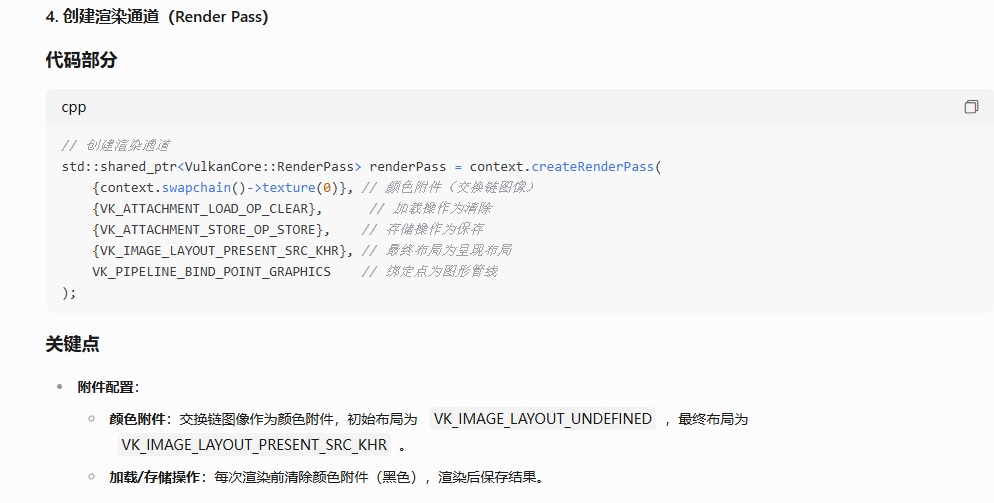 4. 创建渲染通道（Render Pass）
代码部分
cpp
// 创建渲染通道
std::shared_ptr<VulkanCore::RenderPass> renderPass = context.createRenderPass(
    {context.swapchain()->texture(0)}, // 颜色附件（交换链图像）
    {VK_ATTACHMENT_LOAD_OP_CLEAR},      // 加载操作为清除
    {VK_ATTACHMENT_STORE_OP_STORE},    // 存储操作为保存
    {VK_IMAGE_LAYOUT_PRESENT_SRC_KHR}, // 最终布局为呈现布局
    VK_PIPELINE_BIND_POINT_GRAPHICS    // 绑定点为图形管线
);
关键点
• 附件配置：
○ 颜色附件：交换链图像作为颜色附件，初始布局为 VK_IMAGE_LAYOUT_UNDEFINED ，最终布局为
VK_IMAGE_LAYOUT_PRESENT_SRC_KHR 。
○ 加载/存储操作：每次渲染前清除颜色附件（黑色），渲染后保存结果。